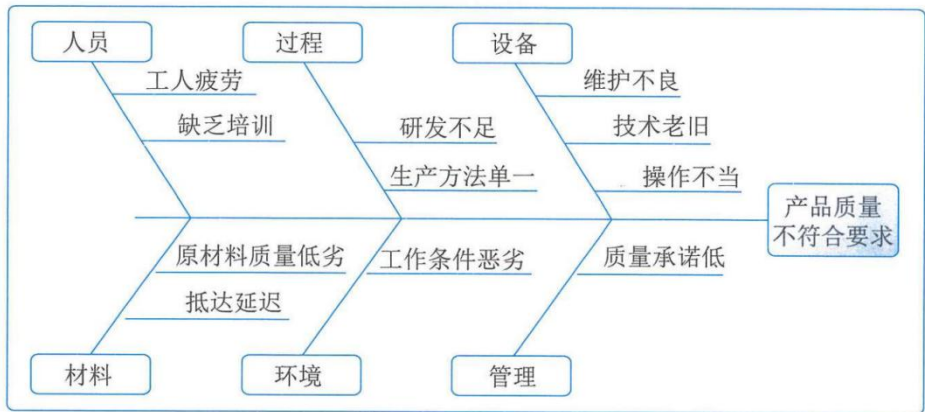 人员
过程
设备
工人疲劳
缺乏培训
研发不足
生产方法单一
维护不良
技术老旧
操作不当
产品质量
不符合要求
原材料质量低劣
抵达延迟
工作条件恶劣
质量承诺低
材料
环境
管理